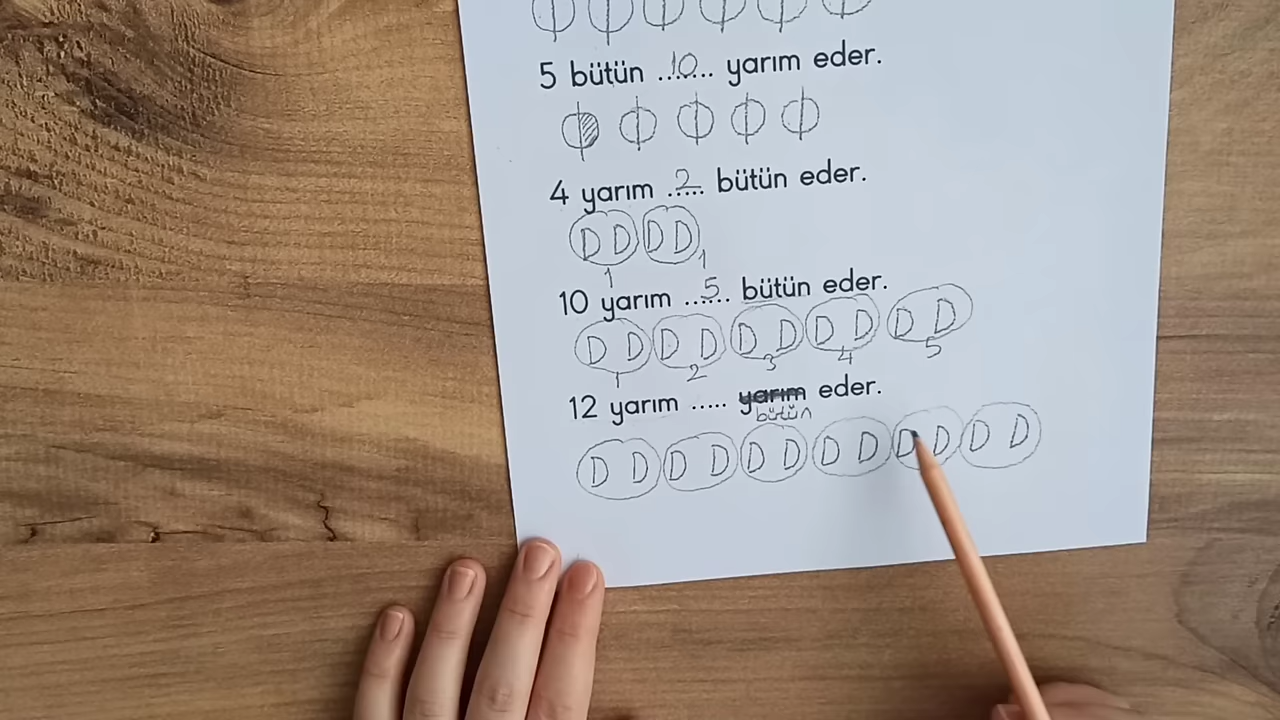 5 bütün ..10.. yarım eder.
4 yarım ..2.. bütün eder.
D D D D
1 1
10 yarım ..5.. bütün eder.
D D D D D D D D D D
1 2 3 4 5
12 yarım ..... yarım eder.
bütün
D D D D D D D D D D D D